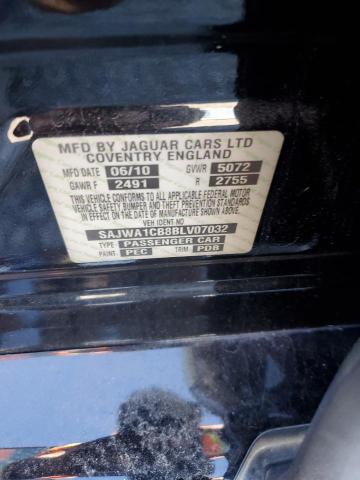 MFD BY JAGUAR CARS LTD
COVENTRY ENGLAND
MFD DATE 06/10 GVWR 5072
GAWR F 2491 R 2755
THIS VEHICLE CONFORMS TO ALL APPLICABLE FEDERAL MOTOR
VEHICLE SAFETY, BUMPER, AND THEFT PREVENTION STANDARDS
IN EFFECT ON THE DATE OF MANUFACTURE SHOWN ABOVE
VEH IDENT NO
SAJWA1CB8BLV07032
TYPE: PASSENGER CAR
PAINT: PEC TRIM: PDB